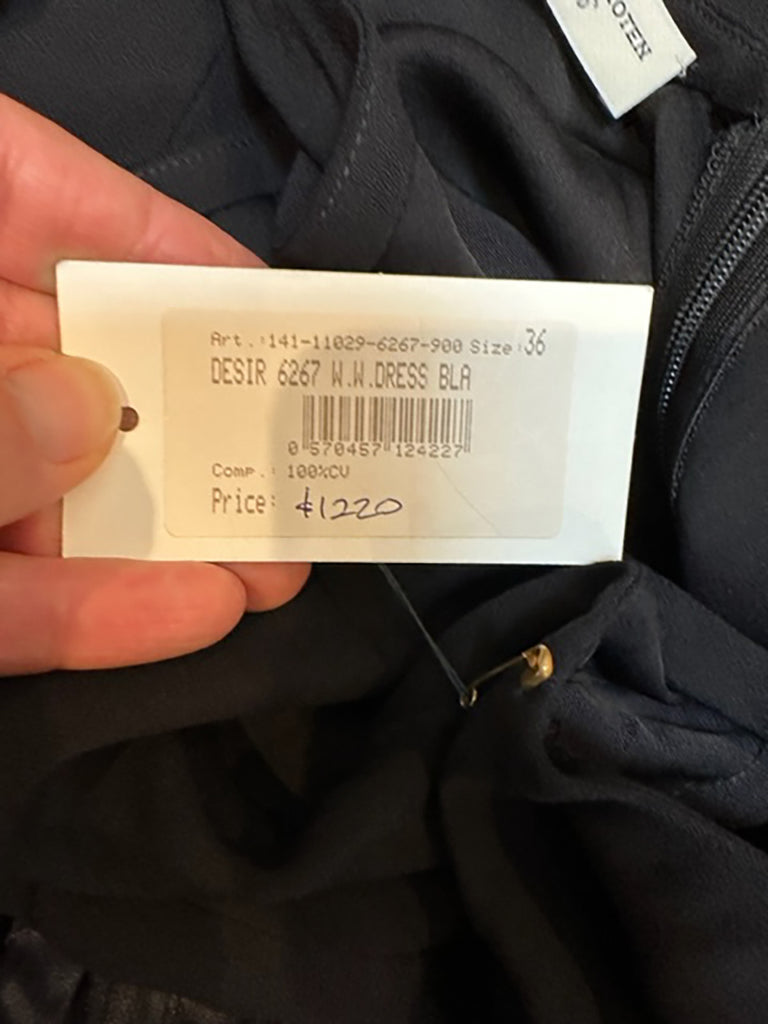 OTEN
Art.:141-11029-6267-900 Size:36
DESIR 6267 W.W.DRESS BLA
0 570457 124227
Comp.: 100%CV
Price: $1220